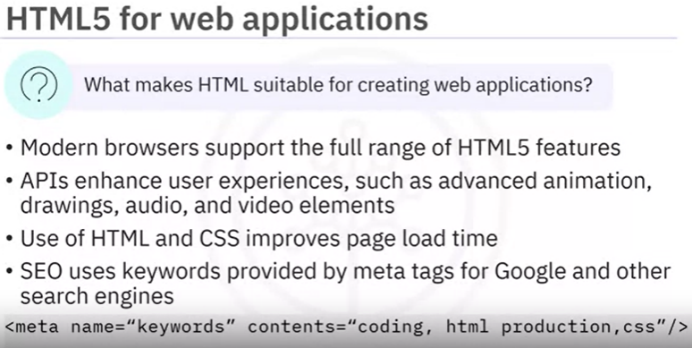 HTML5 for web applications
What makes HTML suitable for creating web applications?
• Modern browsers support the full range of HTML5 features
• APIs enhance user experiences, such as advanced animation,
drawings, audio, and video elements
• Use of HTML and CSS improves page load time
• SEO uses keywords provided by meta tags for Google and other
search engines
<meta name=“keywords” contents=“coding, html production,css”/>